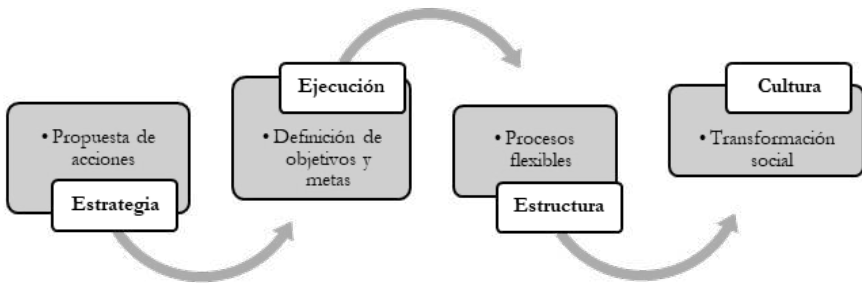 • Propuesta de
acciones
Estrategia
Ejecución
• Definición de
objetivos y
metas
• Procesos
flexibles
Estructura
Cultura
• Transformación
social